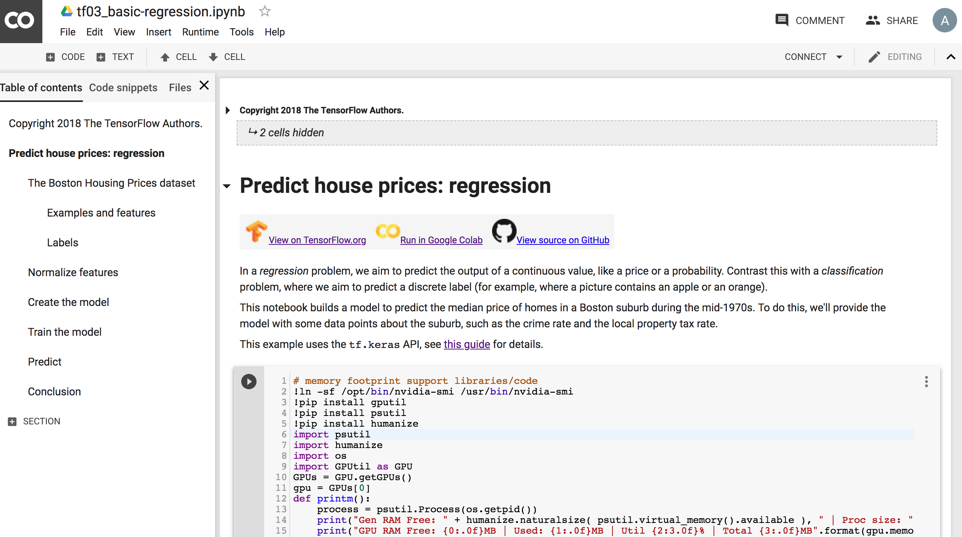 CO
tf03_basic-regression.ipynb
File Edit View Insert Runtime Tools Help
COMMENT
SHARE
A
CODE TEXT CELL CELL
CONNECT
EDITING
Table of contents Code snippets Files
Copyright 2018 The TensorFlow Authors.
Predict house prices: regression
The Boston Housing Prices dataset
Examples and features
Labels
Normalize features
Create the model
Train the model
Predict
Conclusion
SECTION
Copyright 2018 The TensorFlow Authors.
↳ 2 cells hidden
Predict house prices: regression
View on TensorFlow.org Run in Google Colab View source on GitHub
In a regression problem, we aim to predict the output of a continuous value, like a price or a probability. Contrast this with a classification
problem, where we aim to predict a discrete label (for example, where a picture contains an apple or an orange).
This notebook builds a model to predict the median price of homes in a Boston suburb during the mid-1970s. To do this, we'll provide the
model with some data points about the suburb, such as the crime rate and the local property tax rate.
This example uses the tf.keras API, see this guide for details.
1 # memory footprint support libraries/code
2 !ln -sf /opt/bin/nvidia-smi /usr/bin/nvidia-smi
3 !pip install gputil
4 !pip install psutil
5 !pip install humanize
6 import psutil
7 import humanize
8 import os
9 import GPUtil as GPU
10 GPUs = GPU.getGPUs()
11 gpu = GPUs[0]
12 def printm():
13 process = psutil.Process(os.getpid())
14 print("Gen RAM Free: " + humanize.naturalsize( psutil.virtual_memory().available ), " | Proc size: "
15 print("GPU RAM Free: {0:.0f}MB | Used: {1:.0f}MB | Util {2:3.0f}% | Total {3:.0f}MB".format(gpu.memo